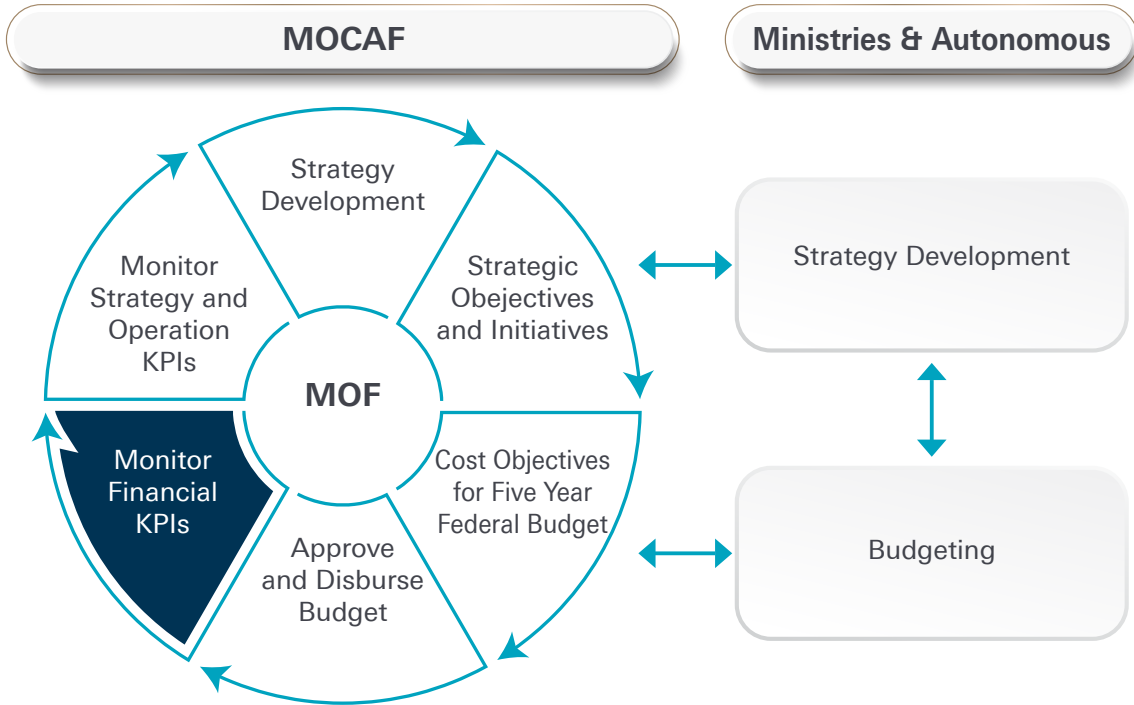 MOCAF
Ministries & Autonomous
Strategy
Development
Strategic
Obejectives
and Initiatives
Cost Objectives
for Five Year
Federal Budget
Approve
and Disburse
Budget
Monitor
Financial
KPIs
Monitor
Strategy and
Operation
KPIs
MOF
Strategy Development
Budgeting